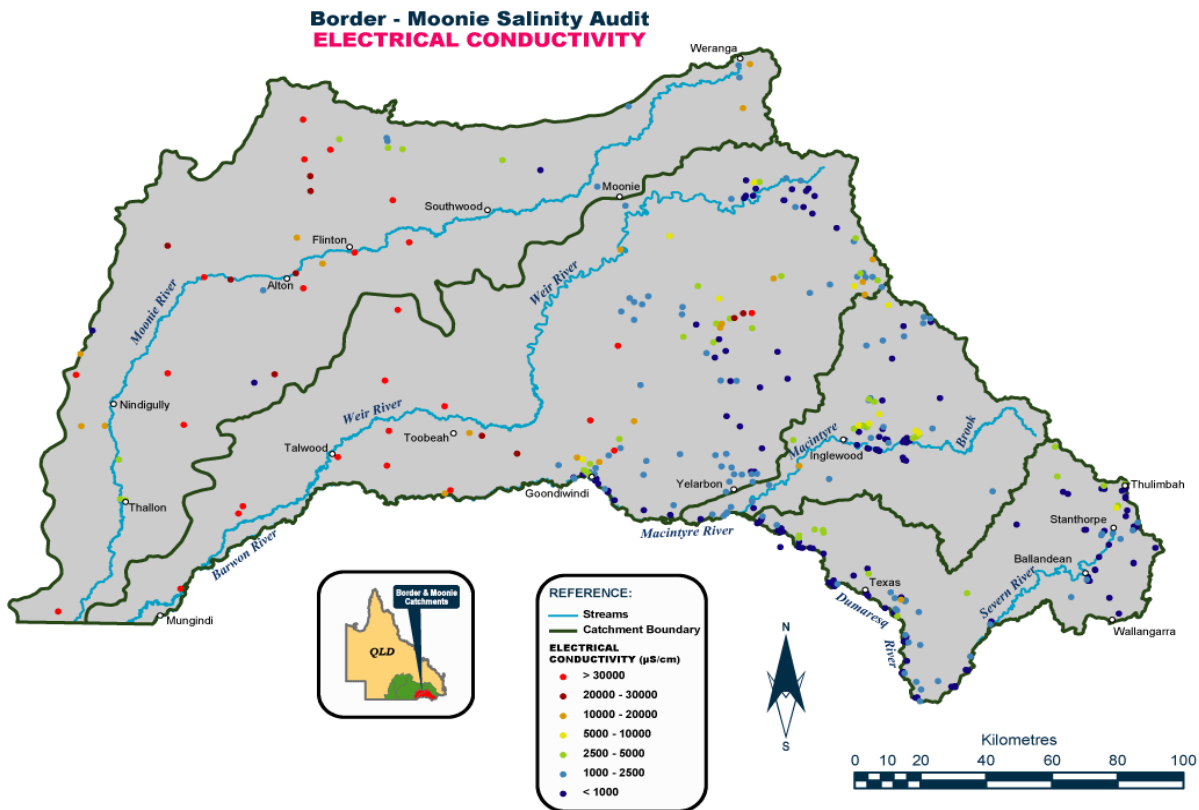 Border - Moonie Salinity Audit
ELECTRICAL CONDUCTIVITY
Weranga
Moonie
Southwood
Flinton
Alton
Moonie River
Weir River
Nindigully
Weir River
Toobeah
Talwood
Macintyre
Brook
Inglewood
Thallon
Goondiwindi
Yelarbon
Thulimbah
Stanthorpe
Macintyre River
Barwon River
Ballandean
Texas
Severn River
Dumaresq
River
Mungindi
Wallangarra
Border & Moonie
Catchments
QLD
REFERENCE:
Streams
Catchment Boundary
ELECTRICAL
CONDUCTIVITY (µS/cm)
> 30000
20000 - 30000
10000 - 20000
5000 - 10000
2500 - 5000
1000 - 2500
< 1000
N
S
Kilometres
0 10 20 40 60 80 100